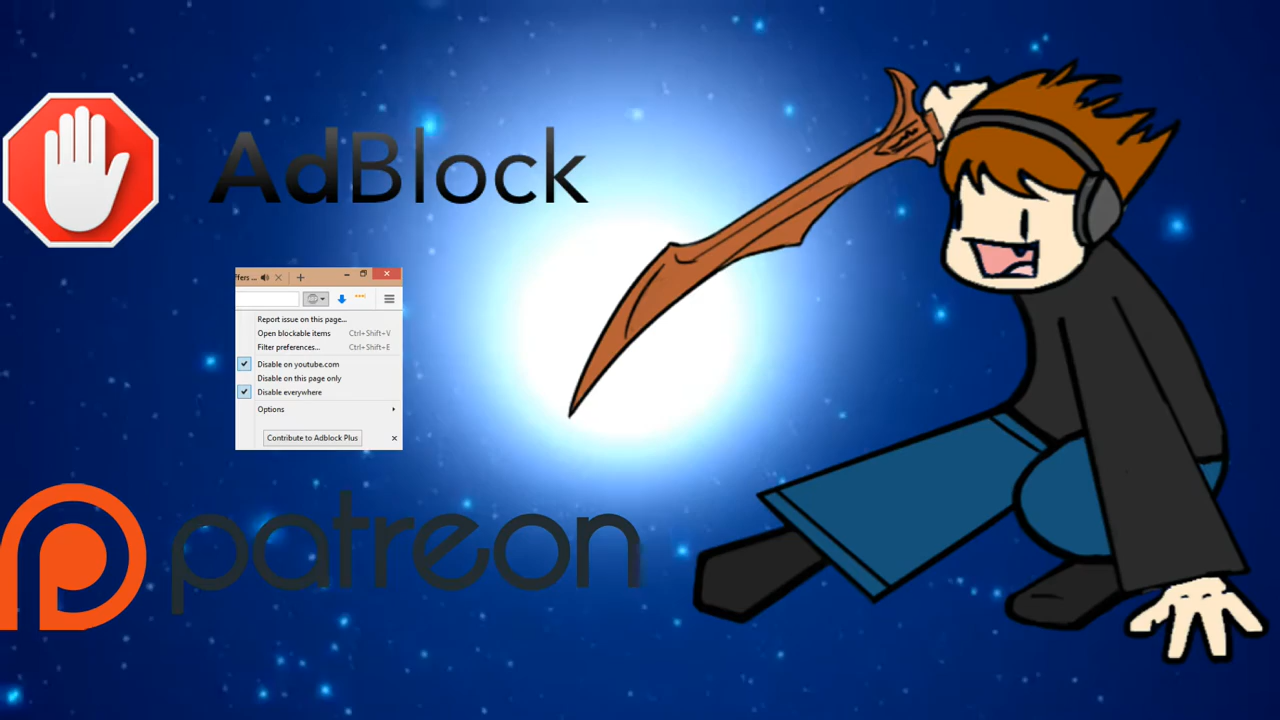 AdBlock
ffers ...
Report issue on this page...
Open blockable items Ctrl+Shift+V
Filter preferences... Ctrl+Shift+E
Disable on youtube.com
Disable on this page only
Disable everywhere
Options
Contribute to Adblock Plus
patreon